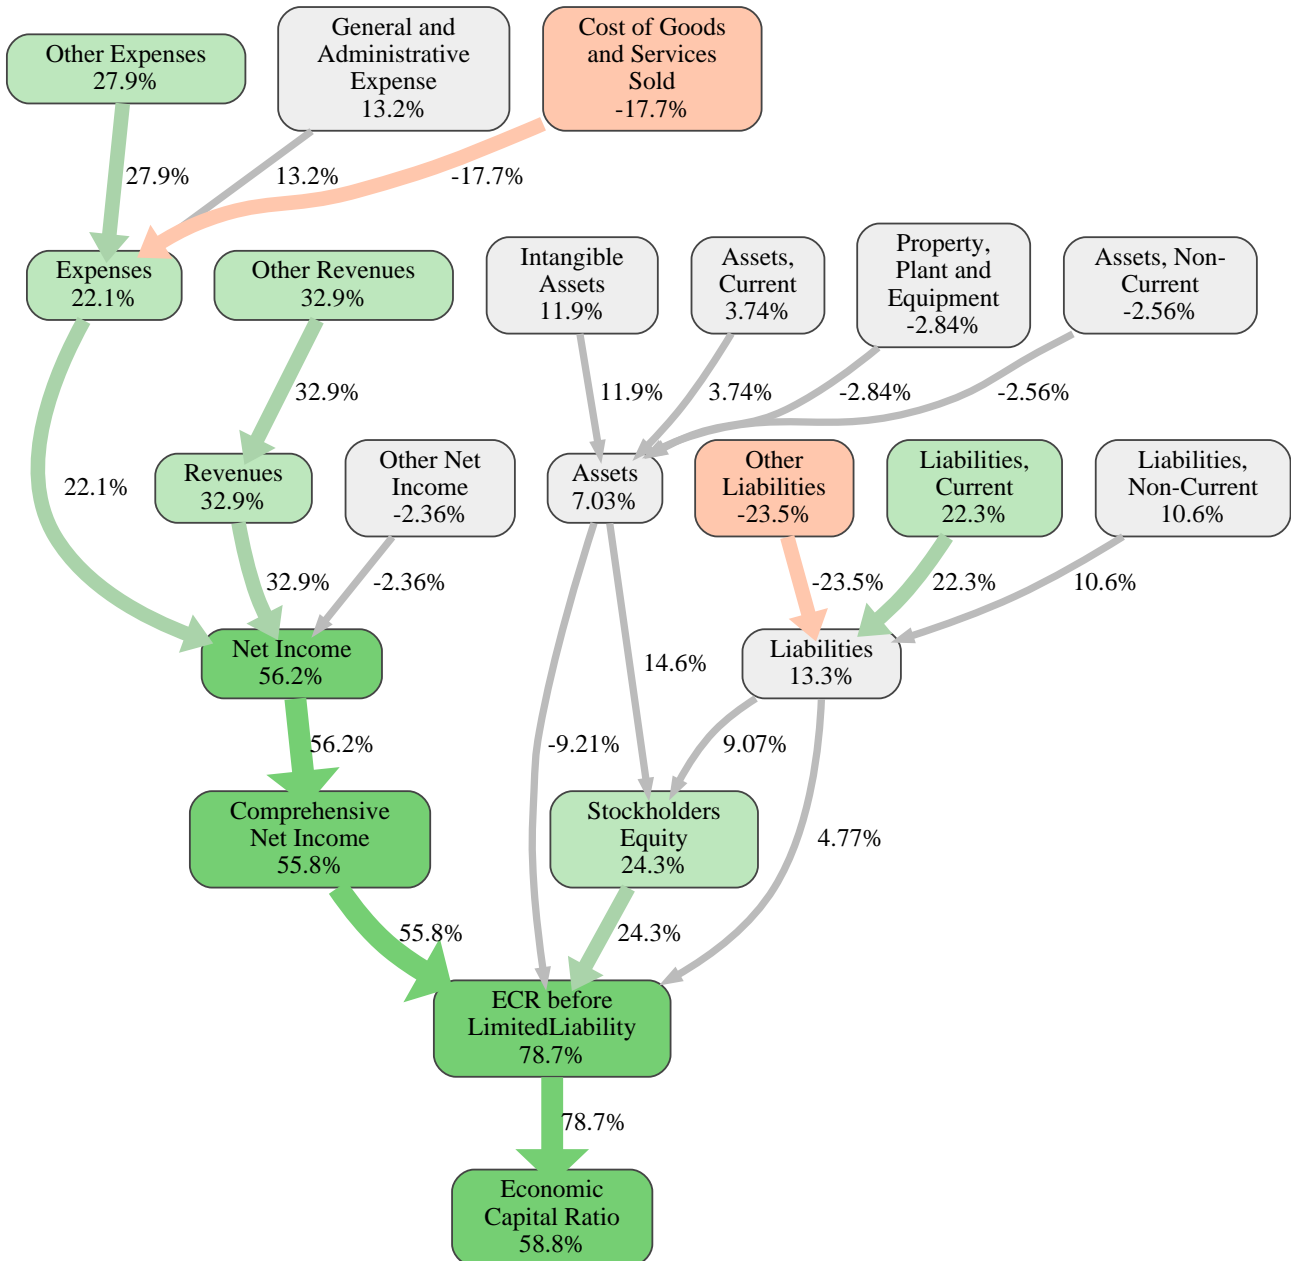 Other Expenses
27.9%
General and
Administrative
Expense
13.2%
Cost of Goods
and Services
Sold
-17.7%
27.9%
13.2%
-17.7%
Expenses
22.1%
Other Revenues
32.9%
Intangible
Assets
11.9%
Assets,
Current
3.74%
Property,
Plant and
Equipment
-2.84%
Assets, Non-
Current
-2.56%
32.9%
11.9%
3.74%
-2.84%
-2.56%
22.1%
Revenues
32.9%
Other Net
Income
-2.36%
Assets
7.03%
Other
Liabilities
-23.5%
Liabilities,
Current
22.3%
Liabilities,
Non-Current
10.6%
32.9%
-2.36%
-23.5%
22.3%
10.6%
Net Income
56.2%
14.6%
Liabilities
13.3%
56.2%
-9.21%
9.07%
Comprehensive
Net Income
55.8%
Stockholders
Equity
24.3%
4.77%
55.8%
24.3%
ECR before
LimitedLiability
78.7%
78.7%
Economic
Capital Ratio
58.8%